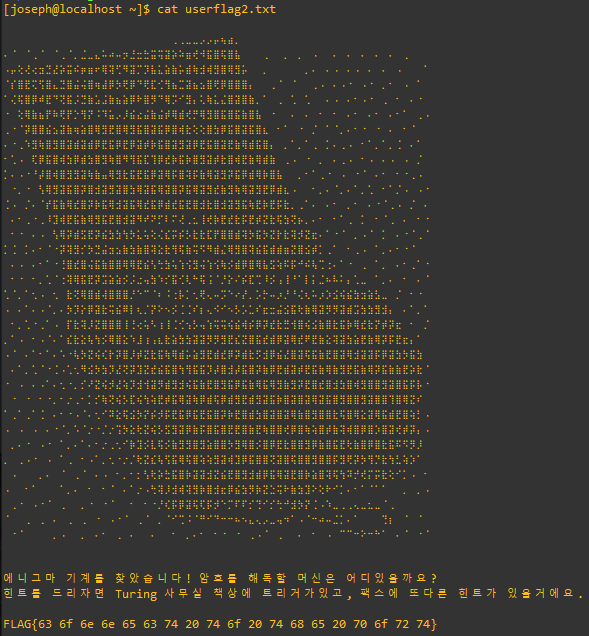 [joseph@localhost ~]$ cat userflag2.txt
에니그마 기계를 찾았습니다! 암호를 해독할 머신은 어디있을까요?
힌트를 드리자면 Turing 사무실 책상에 트리거가있고, 팩스에 또다른 힌트가 있을거에요.
FLAG{63 6f 6e 6e 65 63 74 20 74 6f 20 74 68 65 20 70 6f 72 74}